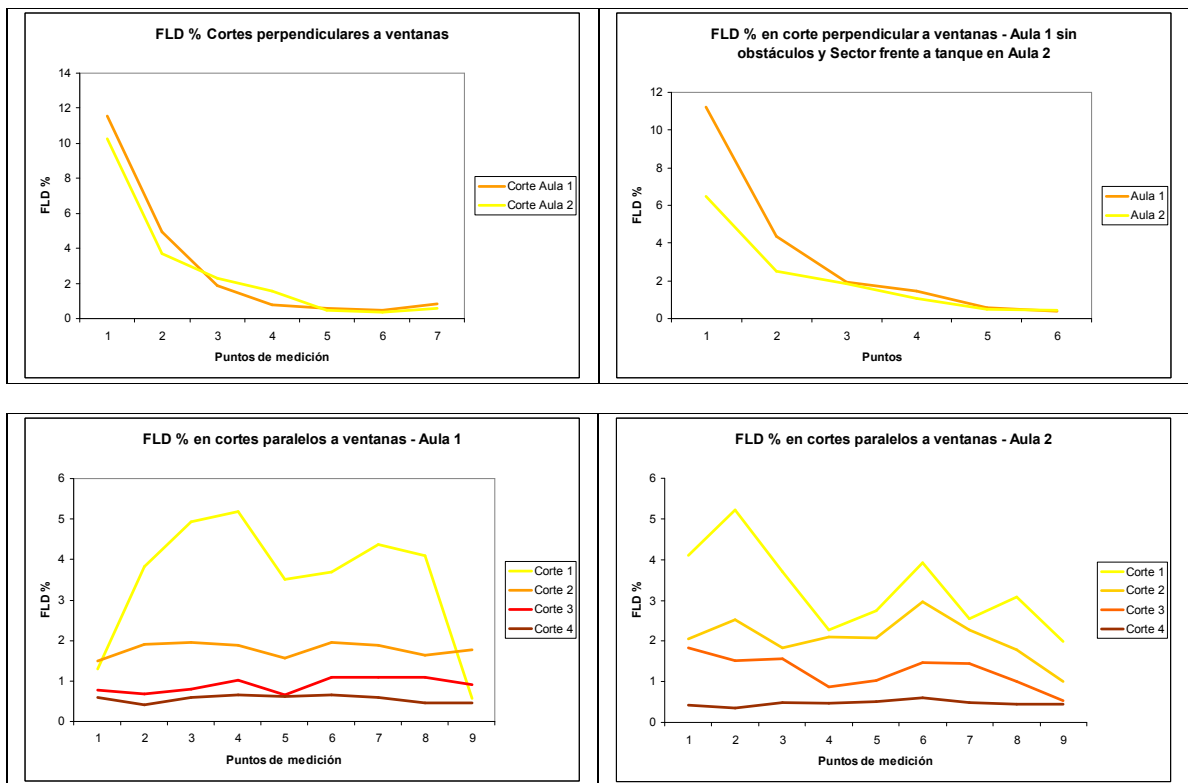 FLD % Cortes perpendiculares a ventanas
14
12
10
8
6
4
2
0
FLD %
1 2 3 4 5 6 7
Puntos de medición
Corte Aula 1
Corte Aula 2
FLD % en corte perpendicular a ventanas - Aula 1 sin
obstáculos y Sector frente a tanque en Aula 2
12
10
8
6
4
2
0
FLD %
1 2 3 4 5 6
Puntos
Aula 1
Aula 2
FLD % en cortes paralelos a ventanas - Aula 1
6
5
4
3
2
1
0
FLD %
1 2 3 4 5 6 7 8 9
Puntos de medición
Corte 1
Corte 2
Corte 3
Corte 4
FLD % en cortes paralelos a ventanas - Aula 2
6
5
4
3
2
1
0
FLD %
1 2 3 4 5 6 7 8 9
Puntos de medición
Corte 1
Corte 2
Corte 3
Corte 4